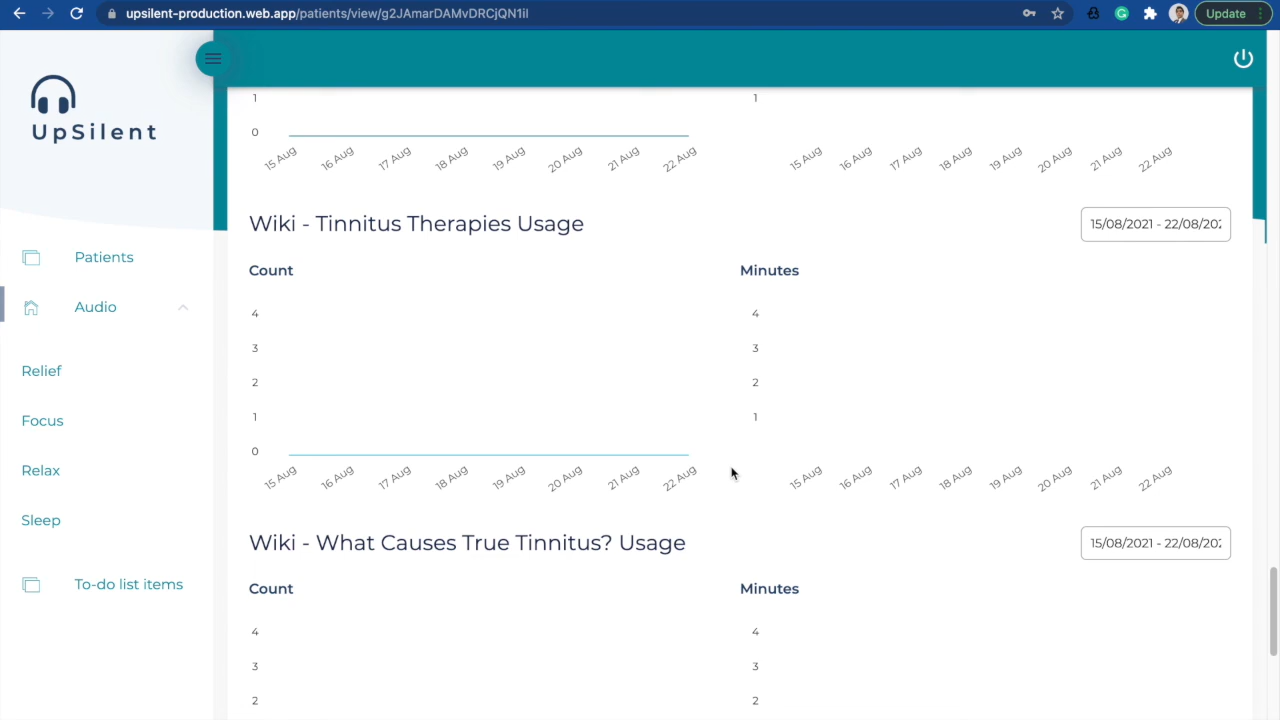 upsilent-production.web.app/patients/view/g2JAmarDAMvDRCjQN1il
Update
UpSilent
Patients
Audio
Relief
Focus
Relax
Sleep
To-do list items
1
0
15 Aug 16 Aug 17 Aug 18 Aug 19 Aug 20 Aug 21 Aug 22 Aug
1
15 Aug 16 Aug 17 Aug 18 Aug 19 Aug 20 Aug 21 Aug 22 Aug
Wiki - Tinnitus Therapies Usage
15/08/2021 - 22/08/202
Count
4
3
2
1
0
15 Aug 16 Aug 17 Aug 18 Aug 19 Aug 20 Aug 21 Aug 22 Aug
Minutes
4
3
2
1
15 Aug 16 Aug 17 Aug 18 Aug 19 Aug 20 Aug 21 Aug 22 Aug
Wiki - What Causes True Tinnitus? Usage
15/08/2021 - 22/08/202
Count
4
3
2
Minutes
4
3
2